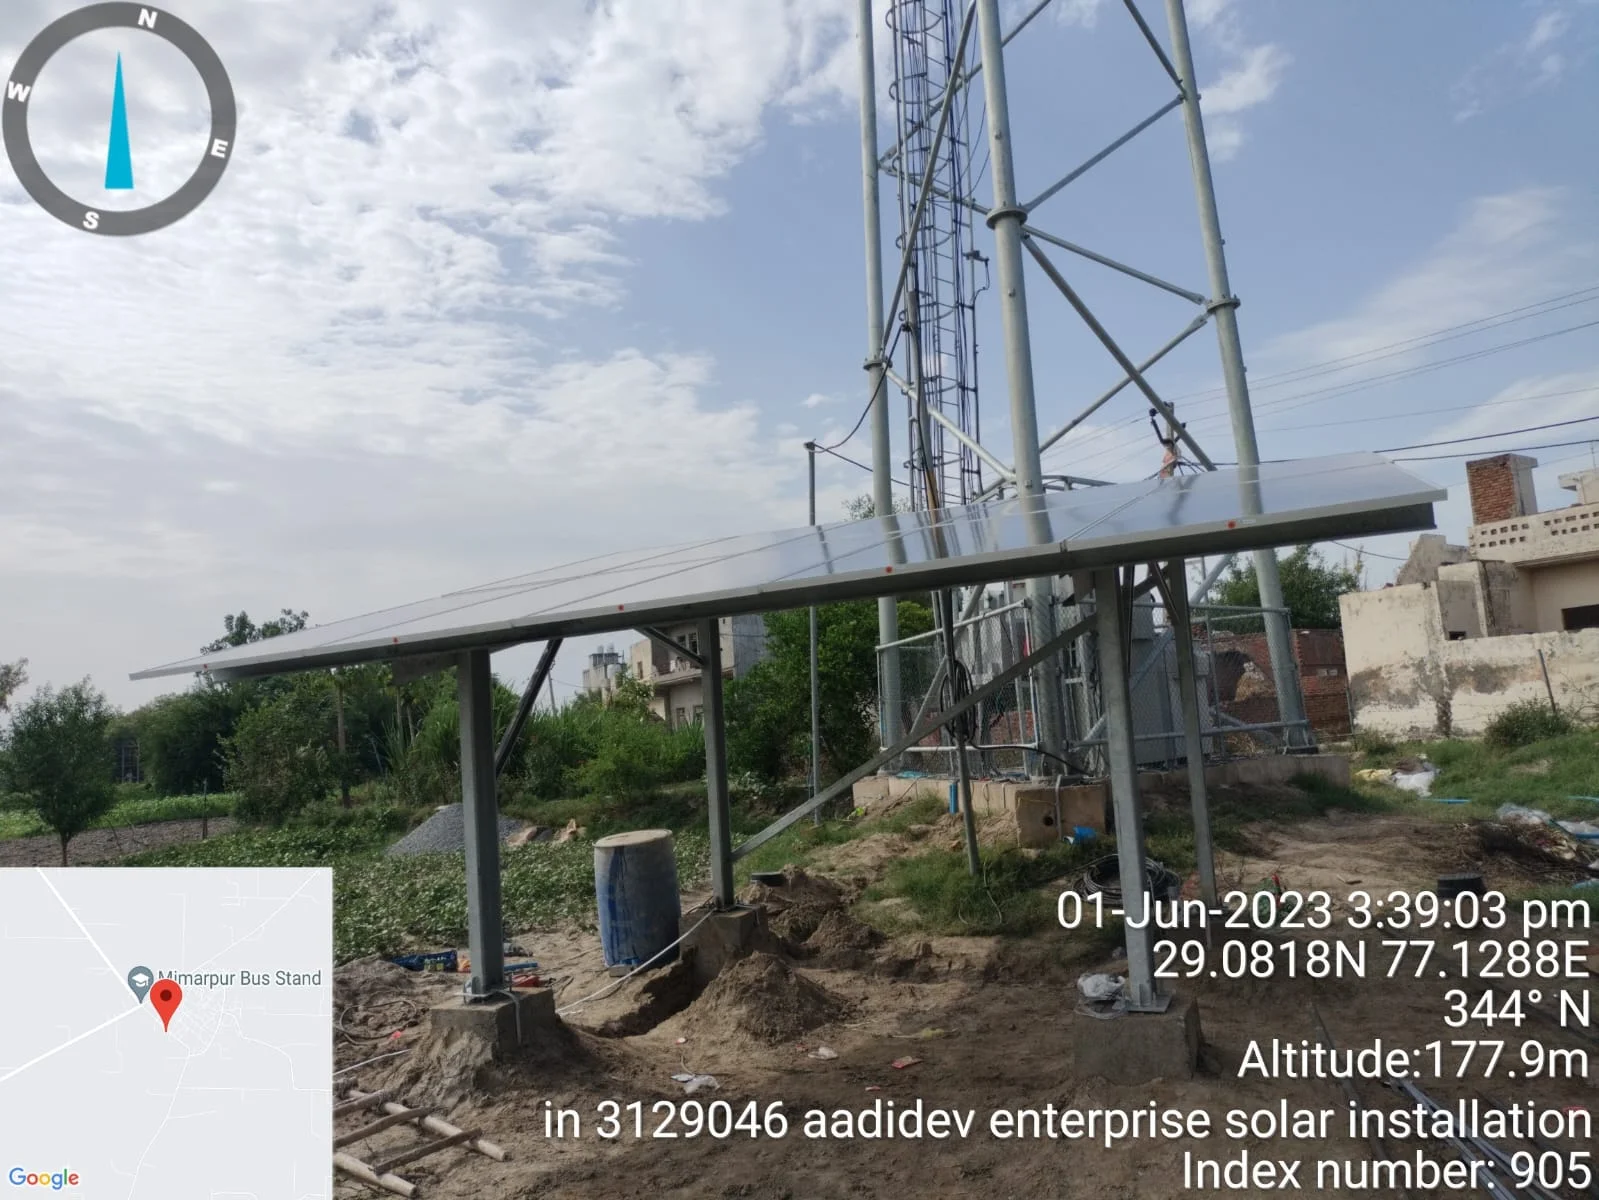 N
W
E
S
Mimarpur Bus Stand
Google
01-Jun-2023 3:39:03 pm
29.0818N 77.1288E
344° N
Altitude:177.9m
in 3129046 aadidev enterprise solar installation
Index number: 905